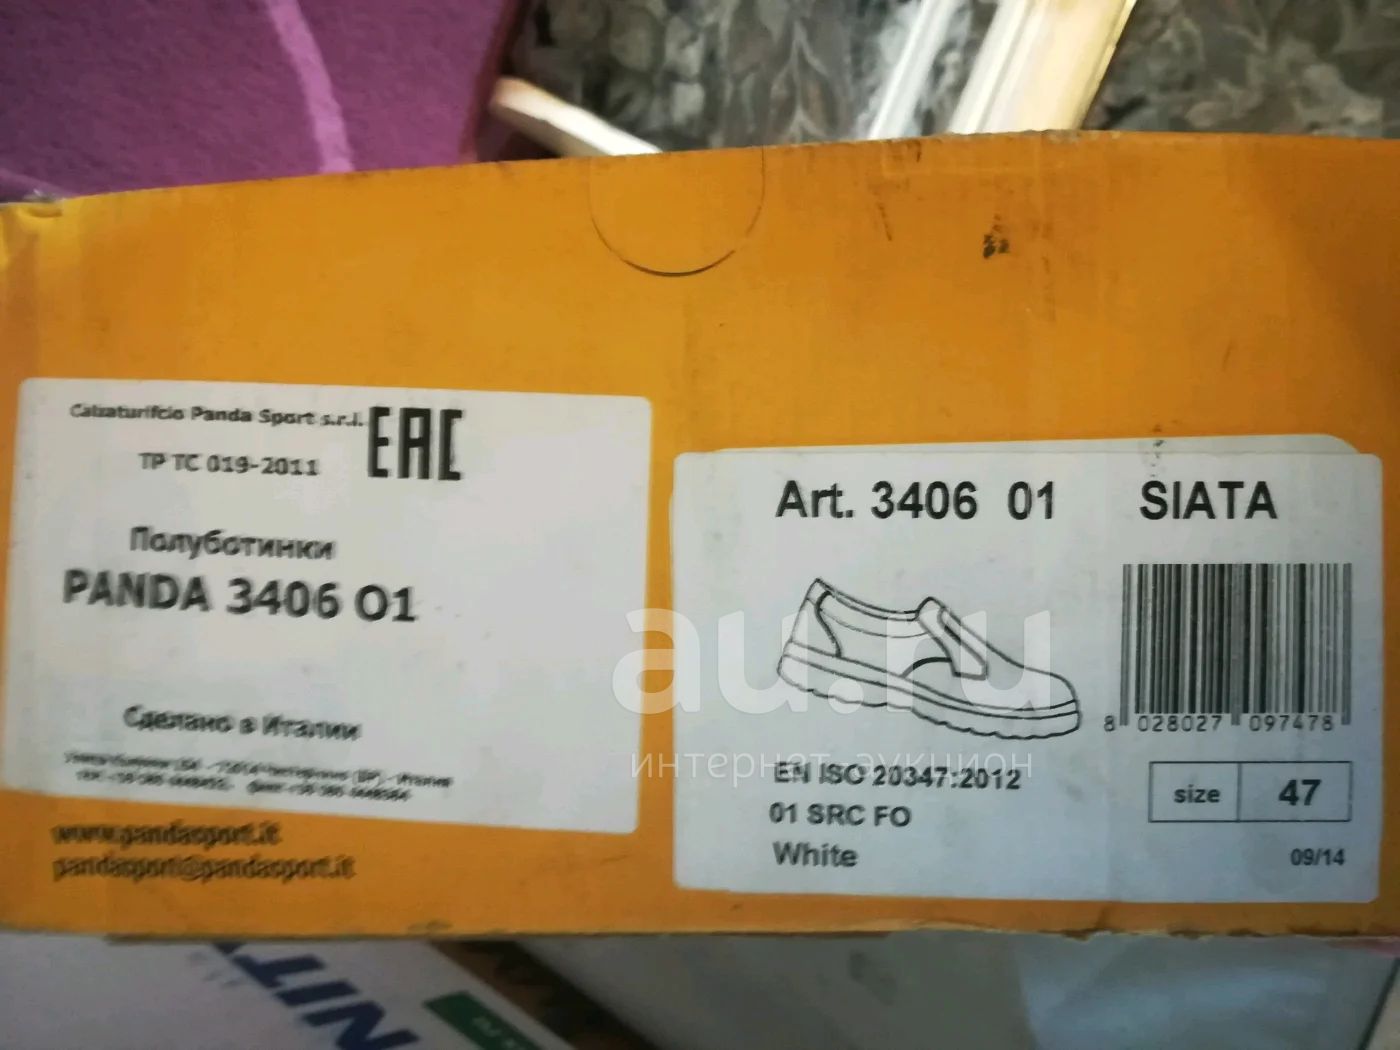 Calzaturifcio Panda Sport s.r.l.
EAC
ТР ТС 019-2011
Полуботинки
PANDA 3406 O1
Сделано в Италии
www.pandasport.it
pandasport@pandasport.it
Art. 3406 01 SIATA
8 028027 097478
EN ISO 20347:2012
01 SRC FO
White
size 47
09/14
au.ru
интернет аукцион